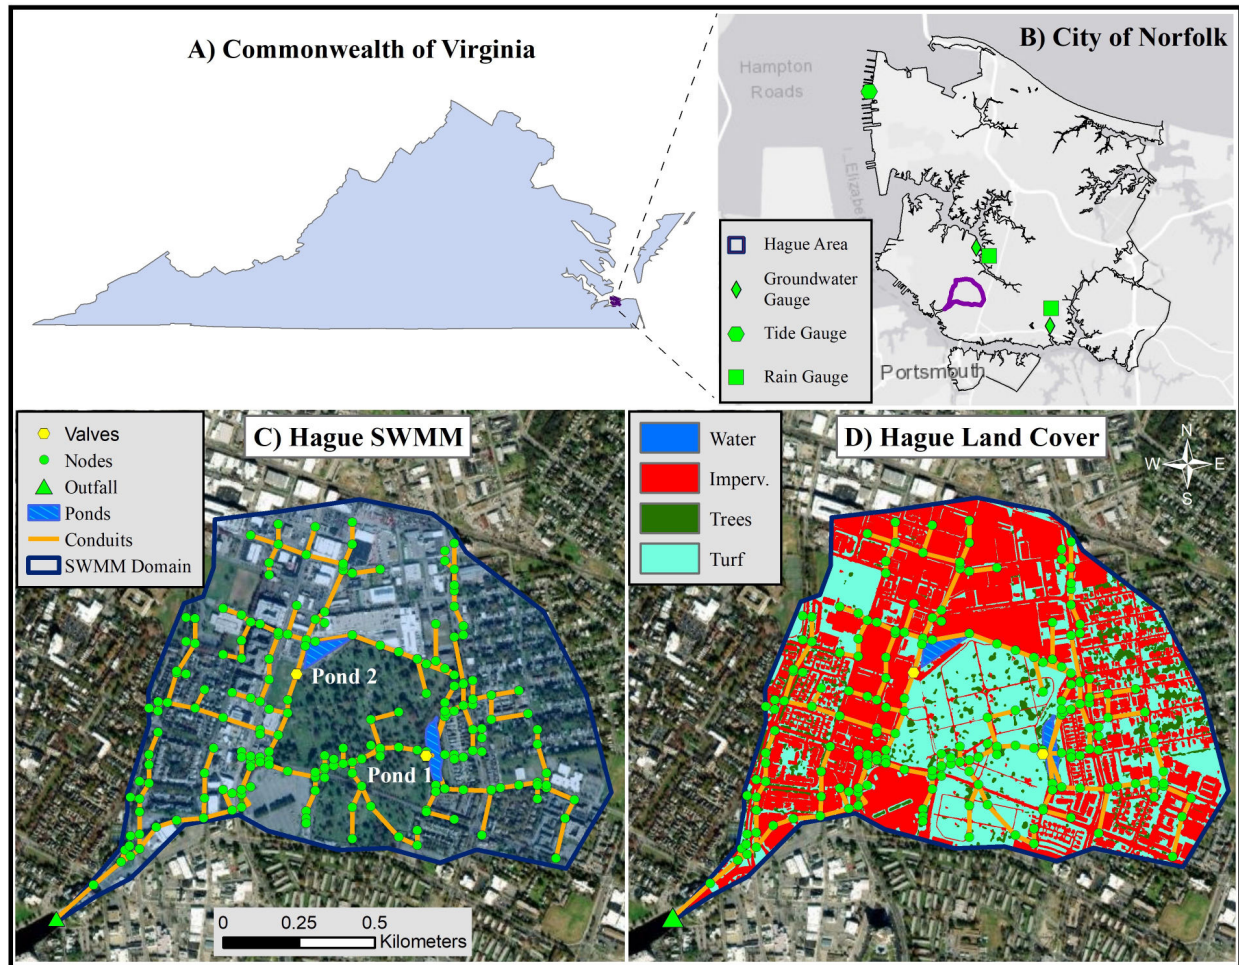 A) Commonwealth of Virginia
B) City of Norfolk
Hampton
Roads
Hague Area
Groundwater
Gauge
Tide Gauge
Rain Gauge
Portsmouth
Valves
Nodes
Outfall
Ponds
Conduits
SWMM Domain
C) Hague SWMM
Pond 2
Pond 1
0 0.25 0.5
Kilometers
Water
Imperv.
Trees
Turf
D) Hague Land Cover
N
W E
S